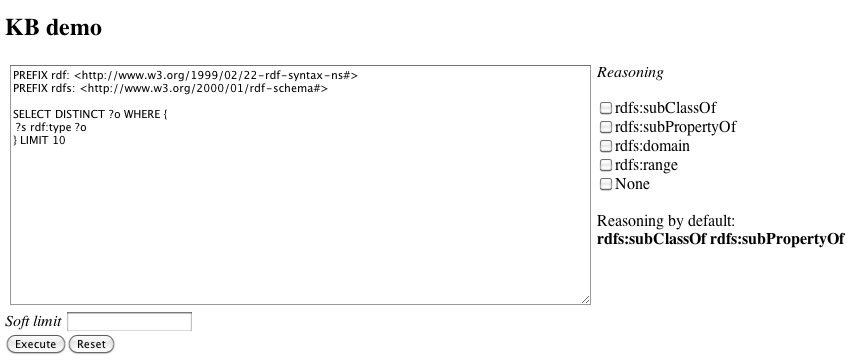 KB demo
PREFIX rdf: <http://www.w3.org/1999/02/22-rdf-syntax-ns#>
PREFIX rdfs: <http://www.w3.org/2000/01/rdf-schema#>
SELECT DISTINCT ?o WHERE {
?s rdf:type ?o
} LIMIT 10
Reasoning
rdfs:subClassOf
rdfs:subPropertyOf
rdfs:domain
rdfs:range
None
Reasoning by default:
rdfs:subClassOf rdfs:subPropertyOf
Soft limit
Execute Reset